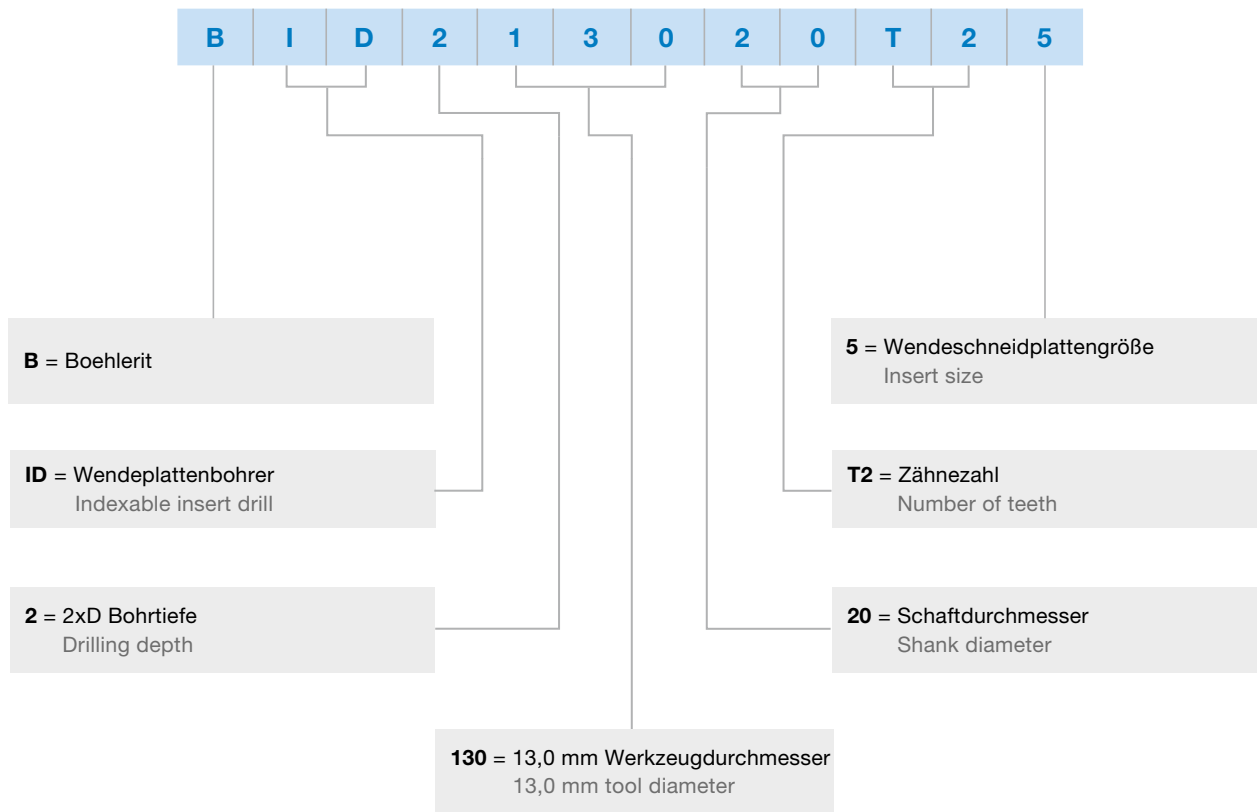 B I D 2 1 3 0 2 0 T 2 5
B = Boehlerit
5 = Wendeschneidplattengröße
Insert size
ID = Wendeplattenbohrer
Indexable insert drill
T2 = Zähnezahl
Number of teeth
2 = 2xD Bohrtiefe
Drilling depth
20 = Schaftdurchmesser
Shank diameter
130 = 13,0 mm Werkzeugdurchmesser
13,0 mm tool diameter